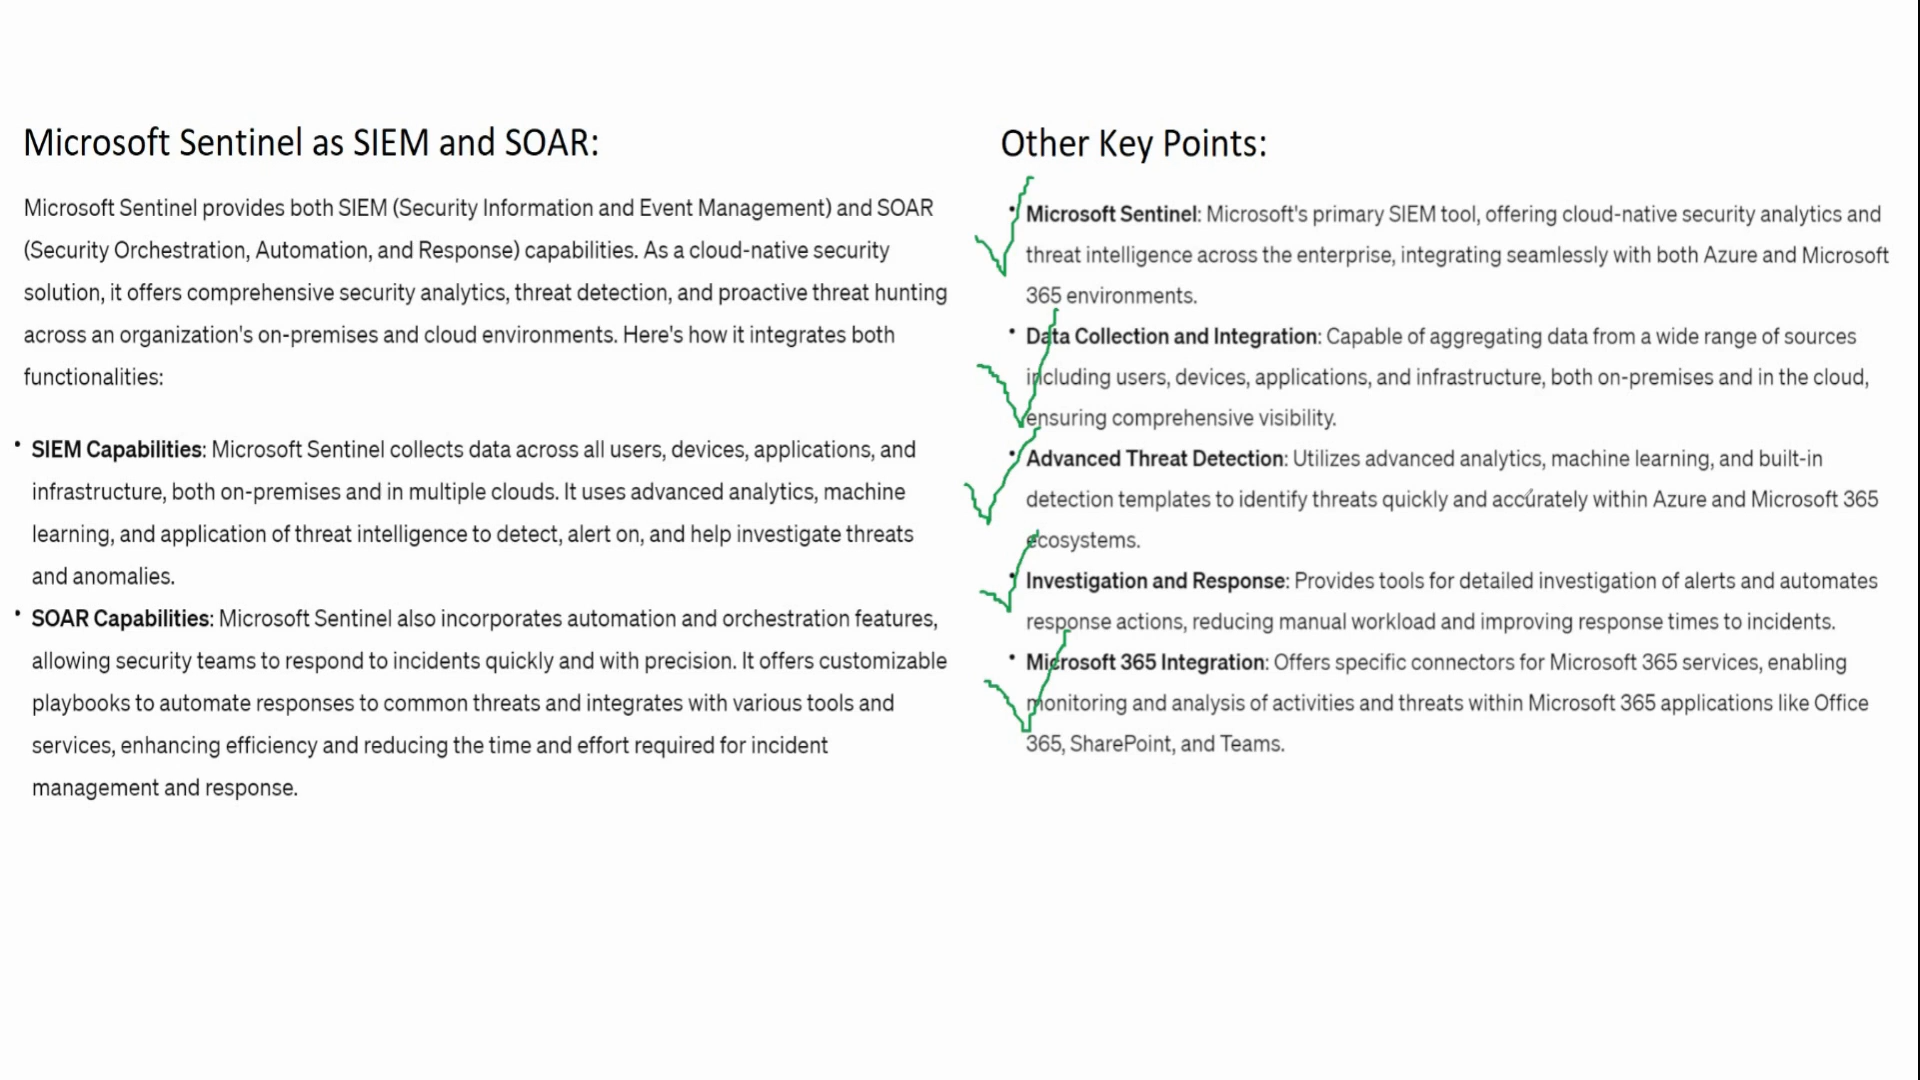 Microsoft Sentinel as SIEM and SOAR:
Microsoft Sentinel provides both SIEM (Security Information and Event Management) and SOAR
(Security Orchestration, Automation, and Response) capabilities. As a cloud-native security
solution, it offers comprehensive security analytics, threat detection, and proactive threat hunting
across an organization's on-premises and cloud environments. Here's how it integrates both
functionalities:
• SIEM Capabilities: Microsoft Sentinel collects data across all users, devices, applications, and
infrastructure, both on-premises and in multiple clouds. It uses advanced analytics, machine
learning, and application of threat intelligence to detect, alert on, and help investigate threats
and anomalies.
• SOAR Capabilities: Microsoft Sentinel also incorporates automation and orchestration features,
allowing security teams to respond to incidents quickly and with precision. It offers customizable
playbooks to automate responses to common threats and integrates with various tools and
services, enhancing efficiency and reducing the time and effort required for incident
management and response.
Other Key Points:
• Microsoft Sentinel: Microsoft's primary SIEM tool, offering cloud-native security analytics and
threat intelligence across the enterprise, integrating seamlessly with both Azure and Microsoft
365 environments.
• Data Collection and Integration: Capable of aggregating data from a wide range of sources
including users, devices, applications, and infrastructure, both on-premises and in the cloud,
ensuring comprehensive visibility.
• Advanced Threat Detection: Utilizes advanced analytics, machine learning, and built-in
detection templates to identify threats quickly and accurately within Azure and Microsoft 365
ecosystems.
• Investigation and Response: Provides tools for detailed investigation of alerts and automates
response actions, reducing manual workload and improving response times to incidents.
• Microsoft 365 Integration: Offers specific connectors for Microsoft 365 services, enabling
monitoring and analysis of activities and threats within Microsoft 365 applications like Office
365, SharePoint, and Teams.